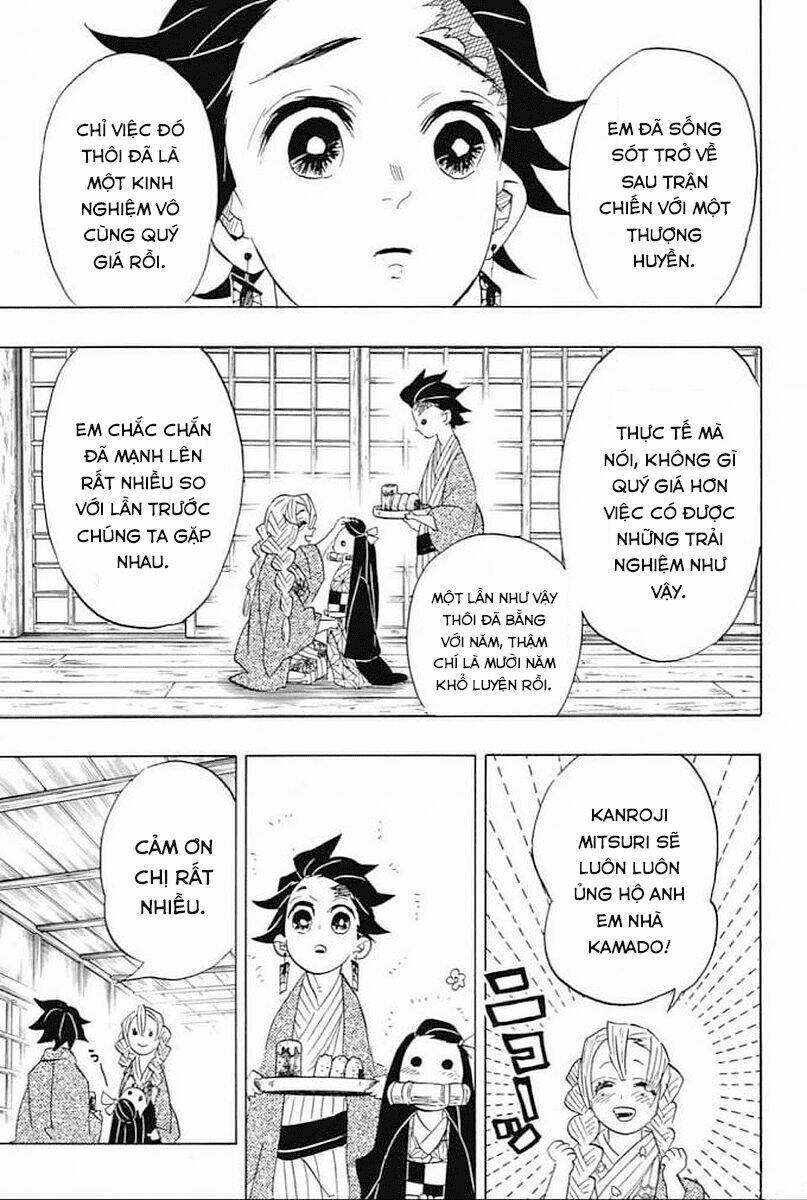 EM ĐÃ SỐNG
SÓT TRỞ VỀ
SAU TRẬN
CHIẾN VỚI MỘT
THƯỢNG
HUYỀN.
CHỈ VIỆC ĐÓ
THÔI ĐÃ LÀ
MỘT KINH
NGHIỆM VÔ
CÙNG QUÝ
GIÁ RỒI.
THỰC TẾ MÀ
NÓI, KHÔNG GÌ
QUÝ GIÁ HƠN
VIỆC CÓ ĐƯỢC
NHỮNG TRẢI
NGHIỆM NHƯ
VẬY.
MỘT LẦN NHƯ VẬY
THÔI ĐÃ BẰNG
VỚI NĂM, THẬM
CHÍ LÀ MƯỜI NĂM
KHỔ LUYỆN RỒI.
EM CHẮC CHẮN
ĐÃ MẠNH LÊN
RẤT NHIỀU SO
VỚI LẦN TRƯỚC
CHÚNG TA GẶP
NHAU.
KANROJI
MITSURI SẼ
LUÔN LUÔN
ỦNG HỘ ANH
EM NHÀ
KAMADO!
ニコー!!
CẢM ƠN
CHỊ RẤT
NHIỀU.